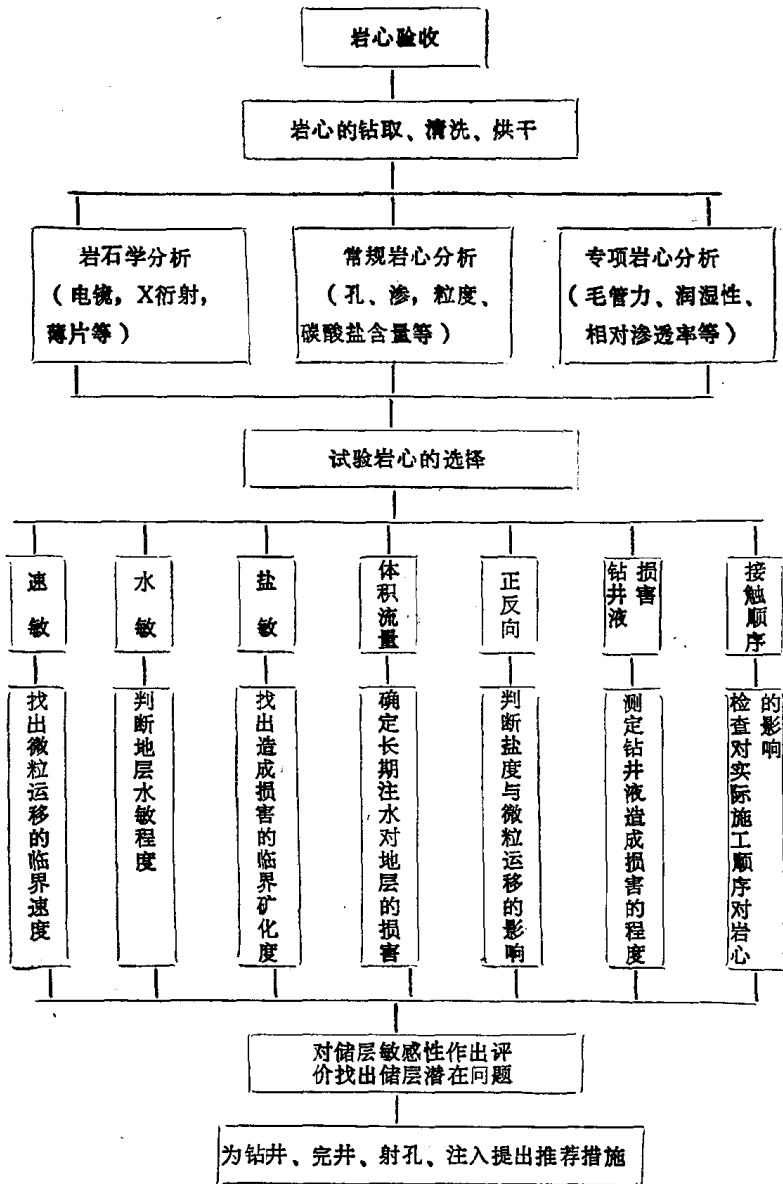 岩心验收
岩心的钻取、清洗、烘干
岩石学分析
（电镜，X衍射，
薄片等）
常规岩心分析
（孔、渗，粒度、
碳酸盐含量等）
专项岩心分析
（毛管力、润湿性、
相对渗透率等）
试验岩心的选择
速敏
水敏
盐敏
体积流量
正反向
钻井液
损害
接触顺序
找出微粒运移的临界速度
判断地层水敏程度
找出造成损害的临界矿化度
确定长期注水对地层的损害
判断盐度与微粒运移的影响
测定钻井液造成损害的程度
检查对实际施工顺序对岩心
的影响
对储层敏感性作出评
价找出储层潜在问题
为钻井、完井、射孔、注入提出推荐措施